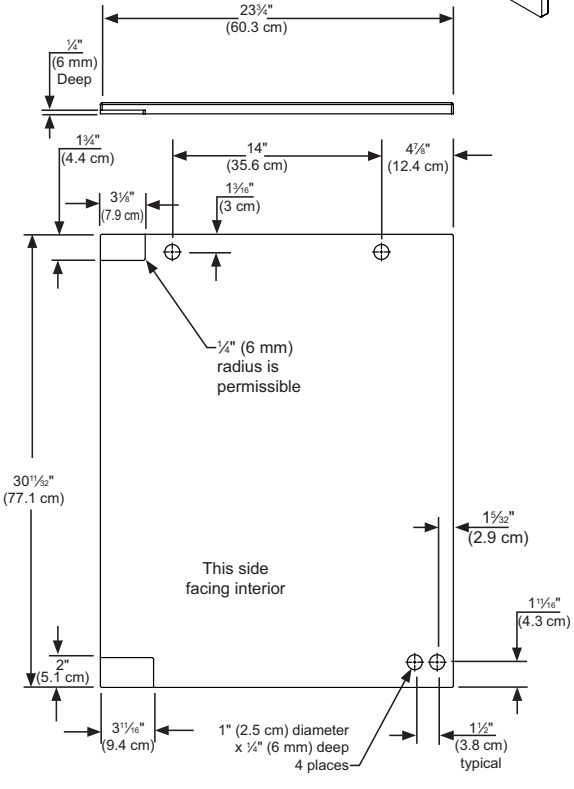 23¾"
(60.3 cm)
¼"
(6 mm)
Deep
1¾"
(4.4 cm)
14"
(35.6 cm)
4⅞"
(12.4 cm)
3⅛"
(7.9 cm)
1³⁄₁₆"
(3 cm)
¼" (6 mm)
radius is
permissible
30¹¹⁄₃₂"
(77.1 cm)
1⁵⁄₃₂"
(2.9 cm)
This side
facing interior
1¹¹⁄₁₆"
(4.3 cm)
2"
(5.1 cm)
3¹¹⁄₁₆"
(9.4 cm)
1" (2.5 cm) diameter
x ¼" (6 mm) deep
4 places
1½"
(3.8 cm)
typical